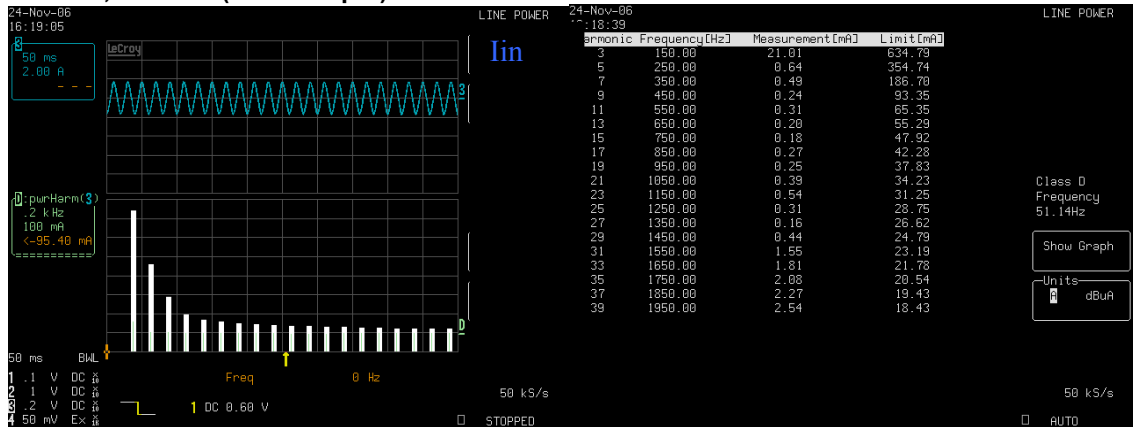 24-Nov-06
16:19:05
LINE POWER
3
50 ms
2.00 A
---
LeCroy
Iin
3
D:pwrHarm(3)
.2 kHz
100 mA
<-95.40 mA
D
50 ms BWL
1 .1 V DC
2 1 V DC
3 .2 V DC
4 50 mV Ex
Freq 0 Hz
1 DC 0.60 V
50 kS/s
STOPPED
24-Nov-06
:18:39
LINE POWER
armonic Frequency[Hz] Measurement[mA] Limit[mA]
3 150.00 21.01 634.79
5 250.00 0.64 354.74
7 350.00 0.49 186.70
9 450.00 0.24 93.35
11 550.00 0.31 65.35
13 650.00 0.20 55.29
15 750.00 0.18 47.92
17 850.00 0.27 42.28
19 950.00 0.25 37.83
21 1050.00 0.39 34.23
23 1150.00 0.54 31.25
25 1250.00 0.31 28.75
27 1350.00 0.16 26.62
29 1450.00 0.44 24.79
31 1550.00 1.55 23.19
33 1650.00 1.81 21.78
35 1750.00 2.08 20.54
37 1850.00 2.27 19.43
39 1950.00 2.54 18.43
Class D
Frequency
51.14Hz
Show Graph
Units
A dBuA
50 kS/s
AUTO